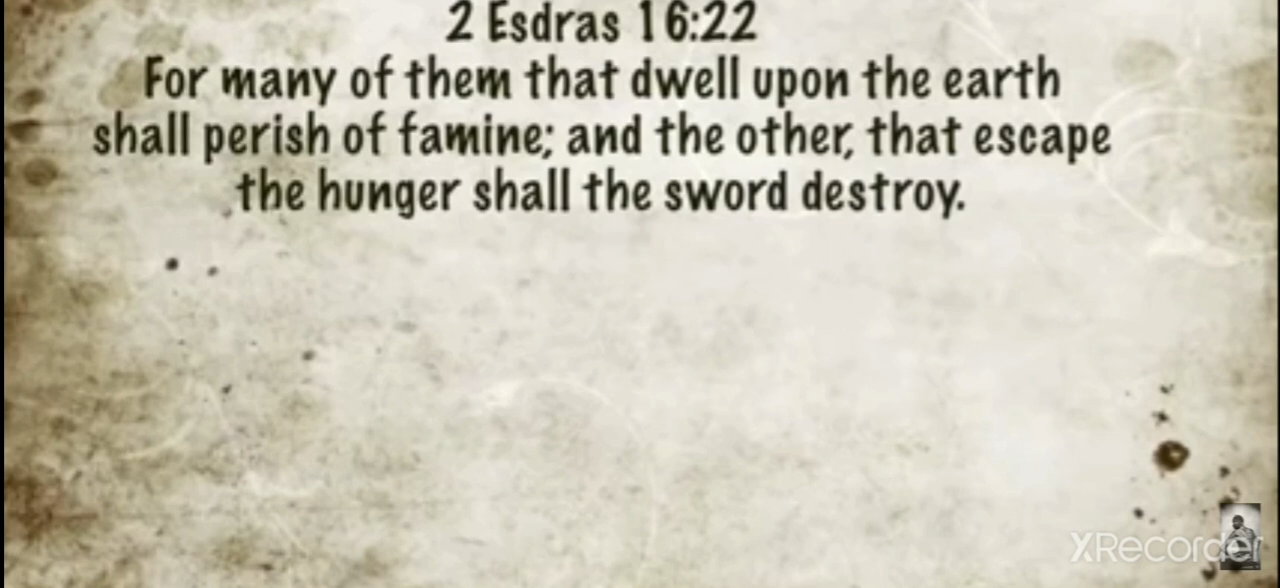 2 Esdras 16:22
For many of them that dwell upon the earth
shall perish of famine; and the other, that escape
the hunger shall the sword destroy.
XRecorder